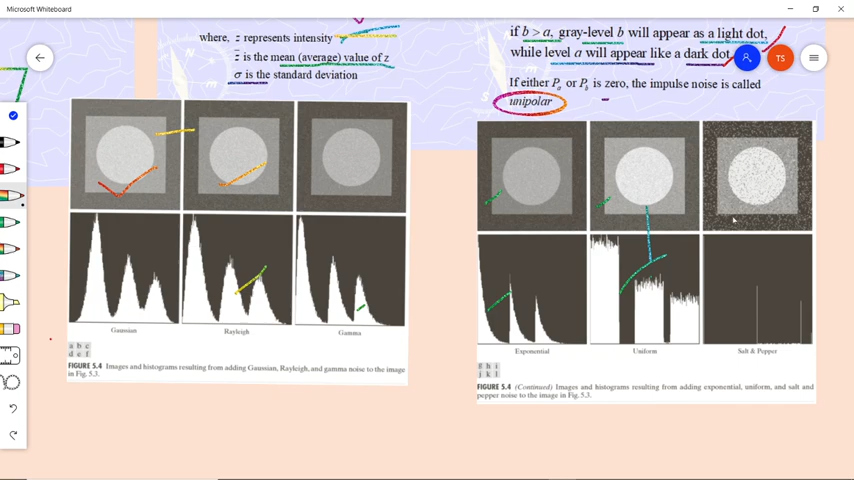 Microsoft Whiteboard
where, z represents intensity
z̄ is the mean (average) value of z
σ is the standard deviation
Gaussian
Rayleigh
Gamma
a b c
d e f
FIGURE 5.4 Images and histograms resulting from adding Gaussian, Rayleigh, and gamma noise to the image
in Fig. 5.3.
if b > a, gray-level b will appear as a light dot,
while level a will appear like a dark dot.
If either Pa or Pb is zero, the impulse noise is called
unipolar
TS
Exponential
Uniform
Salt & Pepper
g h i
j k l
FIGURE 5.4 (Continued) Images and histograms resulting from adding exponential, uniform, and salt and
pepper noise to the image in Fig. 5.3.